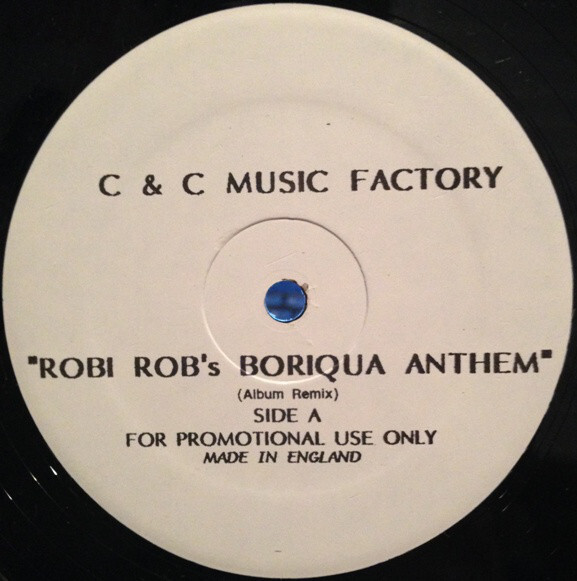 C & C MUSIC FACTORY
"ROBI ROB's BORIQUA ANTHEM"
(Album Remix)
SIDE A
FOR PROMOTIONAL USE ONLY
MADE IN ENGLAND